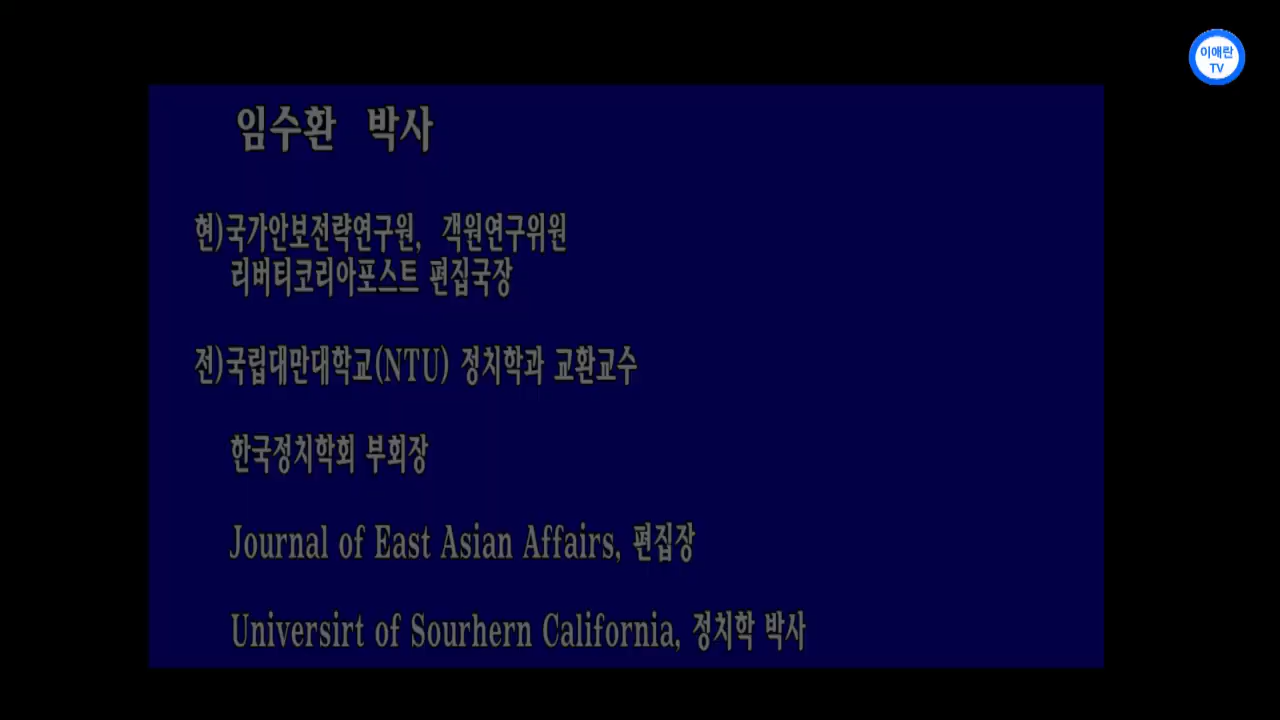 이애란
TV
임수환 박사
현)국가안보전략연구원, 객원연구위원
리버티코리아포스트 편집국장
전)국립대만대학교(NTU) 정치학과 교환교수
한국정치학회 부회장
Journal of East Asian Affairs, 편집장
Universirt of Sourhern California, 정치학 박사